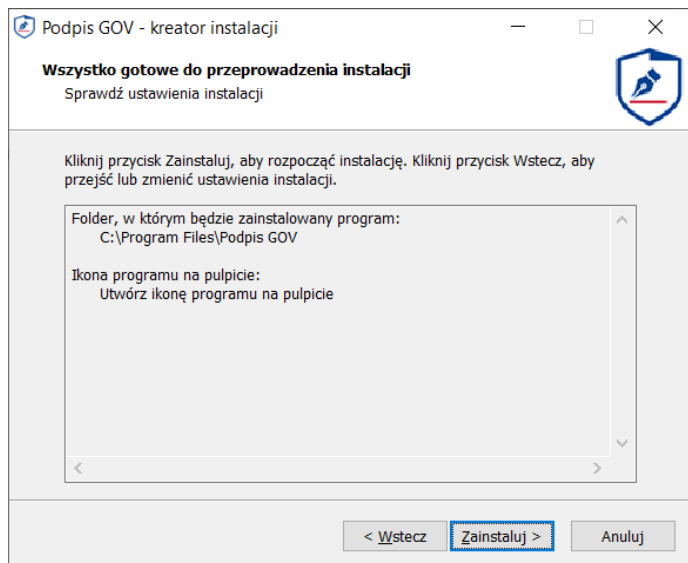 Podpis GOV - kreator instalacji
Wszystko gotowe do przeprowadzenia instalacji
Sprawdź ustawienia instalacji
Kliknij przycisk Zainstaluj, aby rozpocząć instalację. Kliknij przycisk Wstecz, aby
przejść lub zmienić ustawienia instalacji.
Folder, w którym będzie zainstalowany program:
C:\Program Files\Podpis GOV
Ikona programu na pulpicie:
Utwórz ikonę programu na pulpicie
< Wstecz
Zainstaluj >
Anuluj